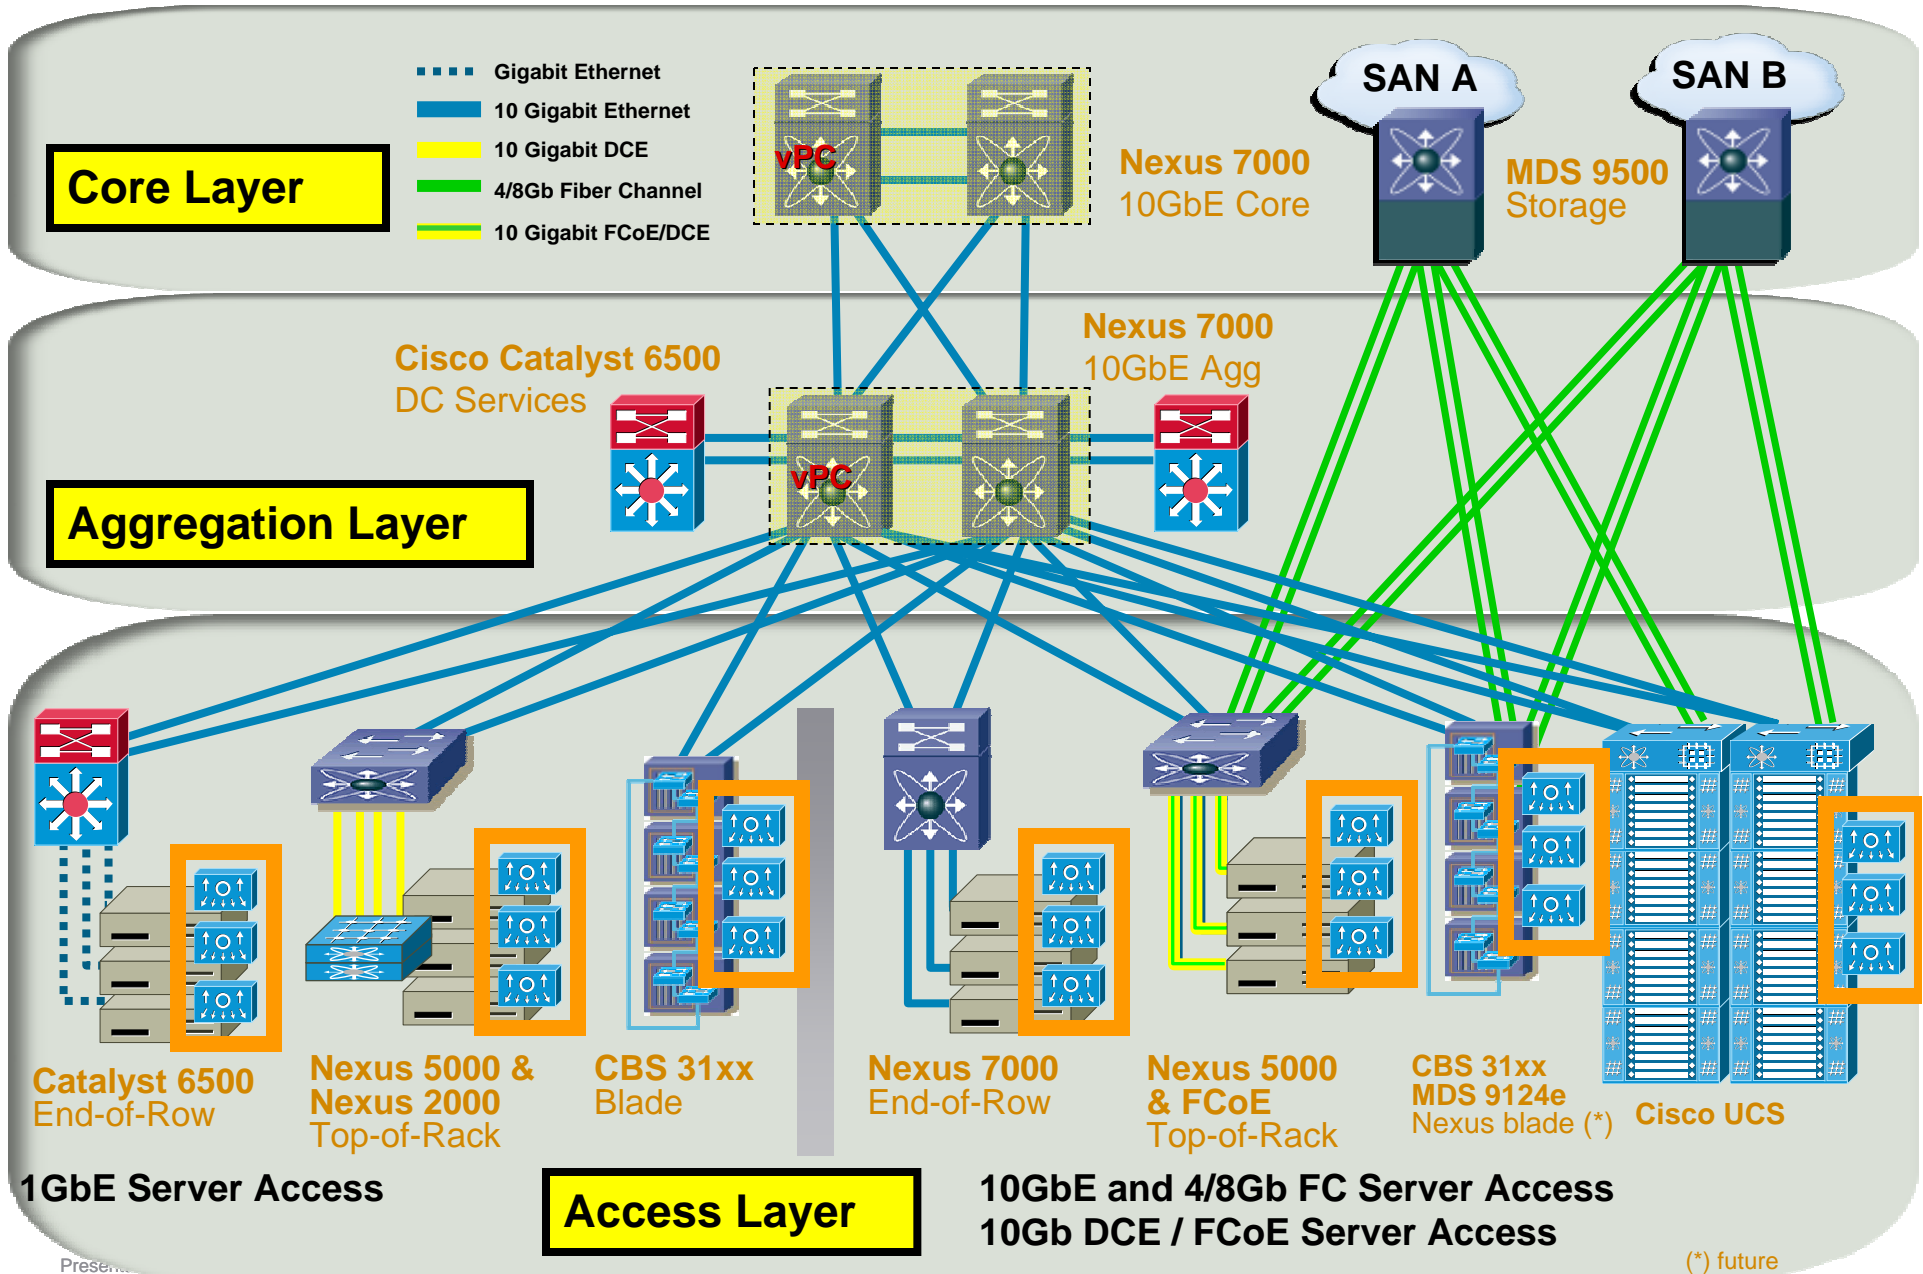 Gigabit Ethernet
10 Gigabit Ethernet
10 Gigabit DCE
4/8Gb Fiber Channel
10 Gigabit FCoE/DCE
Core Layer
vPC
Nexus 7000
10GbE Core
SAN A
SAN B
MDS 9500
Storage
Cisco Catalyst 6500
DC Services
Nexus 7000
10GbE Agg
vPC
Aggregation Layer
Catalyst 6500
End-of-Row
Nexus 5000 &
Nexus 2000
Top-of-Rack
CBS 31xx
Blade
Nexus 7000
End-of-Row
Nexus 5000
& FCoE
Top-of-Rack
CBS 31xx
MDS 9124e
Nexus blade (*)
Cisco UCS
1GbE Server Access
Access Layer
10GbE and 4/8Gb FC Server Access
10Gb DCE / FCoE Server Access
(*) future